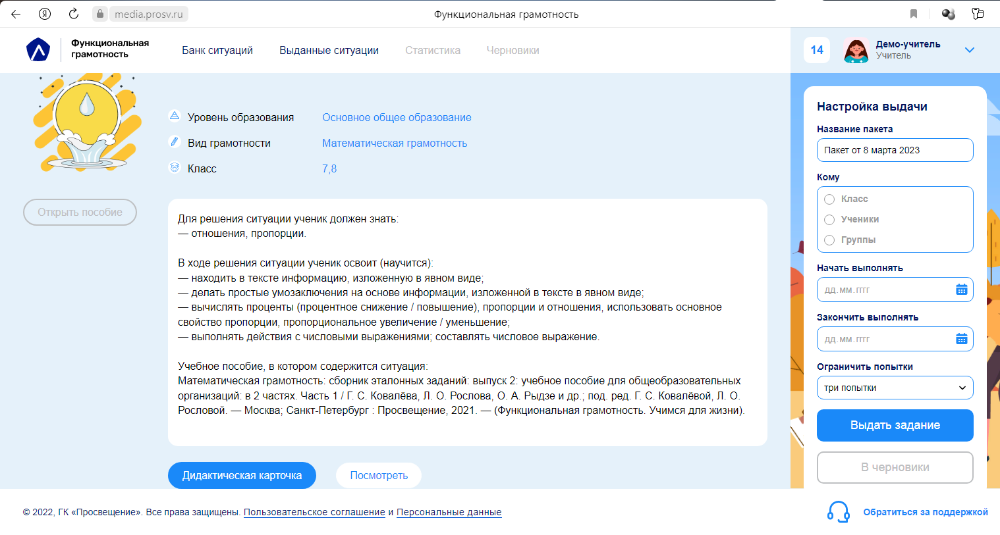 Я
media.prosv.ru
Функциональная грамотность
Функциональная
грамотность
Банк ситуаций
Выданные ситуации
Статистика
Черновики
14
Демо-учитель
Учитель
Уровень образования
Основное общее образование
Вид грамотности
Математическая грамотность
Класс
7,8
Открыть пособие
Для решения ситуации ученик должен знать:
— отношения, пропорции.
В ходе решения ситуации ученик освоит (научится):
— находить в тексте информацию, изложенную в явном виде;
— делать простые умозаключения на основе информации, изложенной в тексте в явном виде;
— вычислять проценты (процентное снижение / повышение), пропорции и отношения, использовать основное
свойство пропорции, пропорциональное увеличение / уменьшение;
— выполнять действия с числовыми выражениями; составлять числовое выражение.
Учебное пособие, в котором содержится ситуация:
Математическая грамотность: сборник эталонных заданий: выпуск 2: учебное пособие для общеобразовательных
организаций: в 2 частях. Часть 1 / Г. С. Ковалёва, Л. О. Рослова, О. А. Рыдзе и др.; под. ред. Г. С. Ковалёвой, Л. О.
Рословой. — Москва; Санкт-Петербург : Просвещение, 2021. — (Функциональная грамотность. Учимся для жизни).
Дидактическая карточка
Посмотреть
Настройка выдачи
Название пакета
Пакет от 8 марта 2023
Кому
Класс
Ученики
Группы
Начать выполнять
дд.мм.гггг
Закончить выполнять
дд.мм.гггг
Ограничить попытки
три попытки
Выдать задание
В черновики
© 2022, ГК «Просвещение». Все права защищены. Пользовательское соглашение и Персональные данные
Обратиться за поддержкой